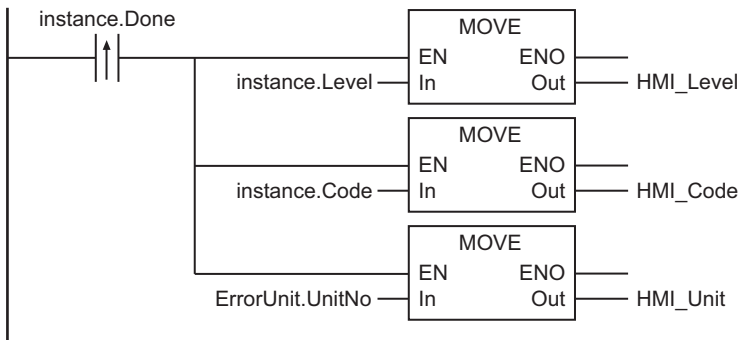 instance.Done
MOVE
EN ENO
instance.Level In Out HMI_Level
MOVE
EN ENO
instance.Code In Out HMI_Code
MOVE
EN ENO
ErrorUnit.UnitNo In Out HMI_Unit